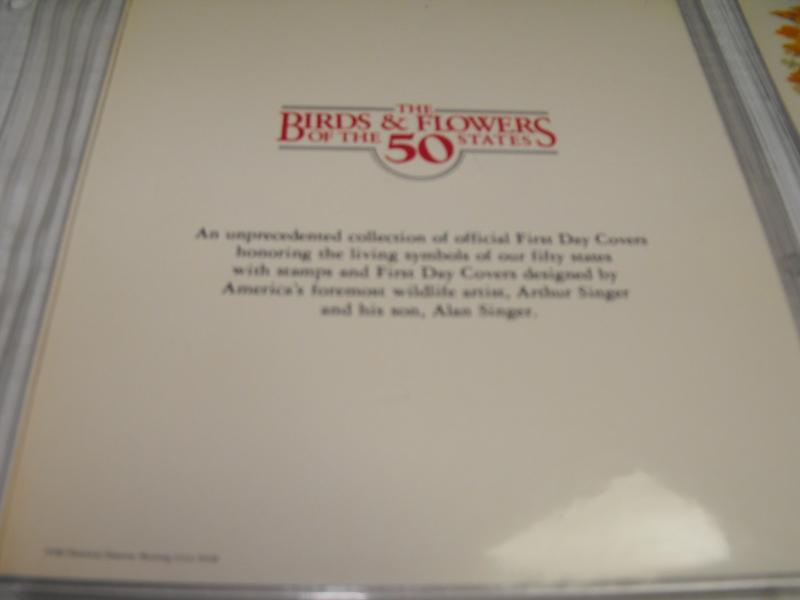 THE
BIRDS & FLOWERS
OF THE 50 STATES
An unprecedented collection of official First Day Covers
honoring the living symbols of our fifty states
with stamps and First Day Covers designed by
America's foremost wildlife artist, Arthur Singer
and his son, Alan Singer.